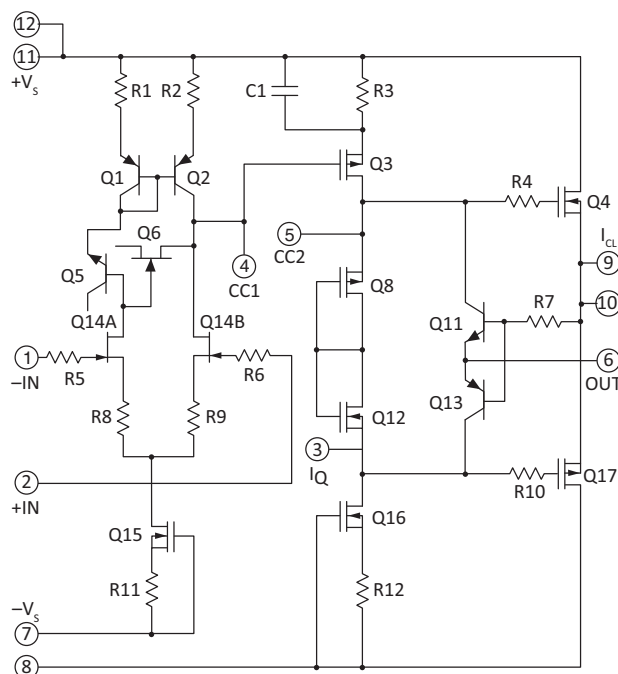 12
11
+Vs
R1
R2
C1
R3
Q1
Q2
Q3
R4
Q4
Q6
4
CC1
5
CC2
ICL
9
Q5
Q8
10
Q14A
Q14B
Q11
R7
1
–IN
R5
R6
6
OUT
R8
R9
Q12
Q13
3
IQ
2
+IN
R10
Q17
Q15
Q16
R11
R12
–Vs
7
8